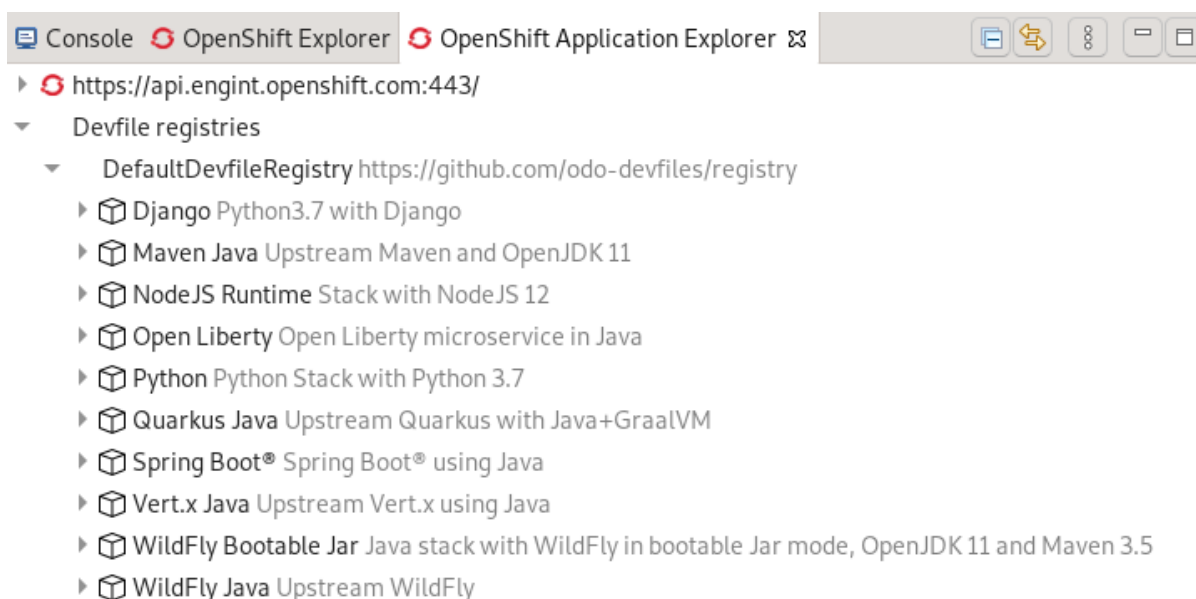 Console OpenShift Explorer OpenShift Application Explorer
https://api.engint.openshift.com:443/
Devfile registries
DefaultDevfileRegistry https://github.com/odo-devfiles/registry
Django Python3.7 with Django
Maven Java Upstream Maven and OpenJDK 11
NodeJS Runtime Stack with NodeJS 12
Open Liberty Open Liberty microservice in Java
Python Python Stack with Python 3.7
Quarkus Java Upstream Quarkus with Java+GraalVM
Spring Boot® Spring Boot® using Java
Vert.x Java Upstream Vert.x using Java
WildFly Bootable Jar Java stack with WildFly in bootable Jar mode, OpenJDK 11 and Maven 3.5
WildFly Java Upstream WildFly